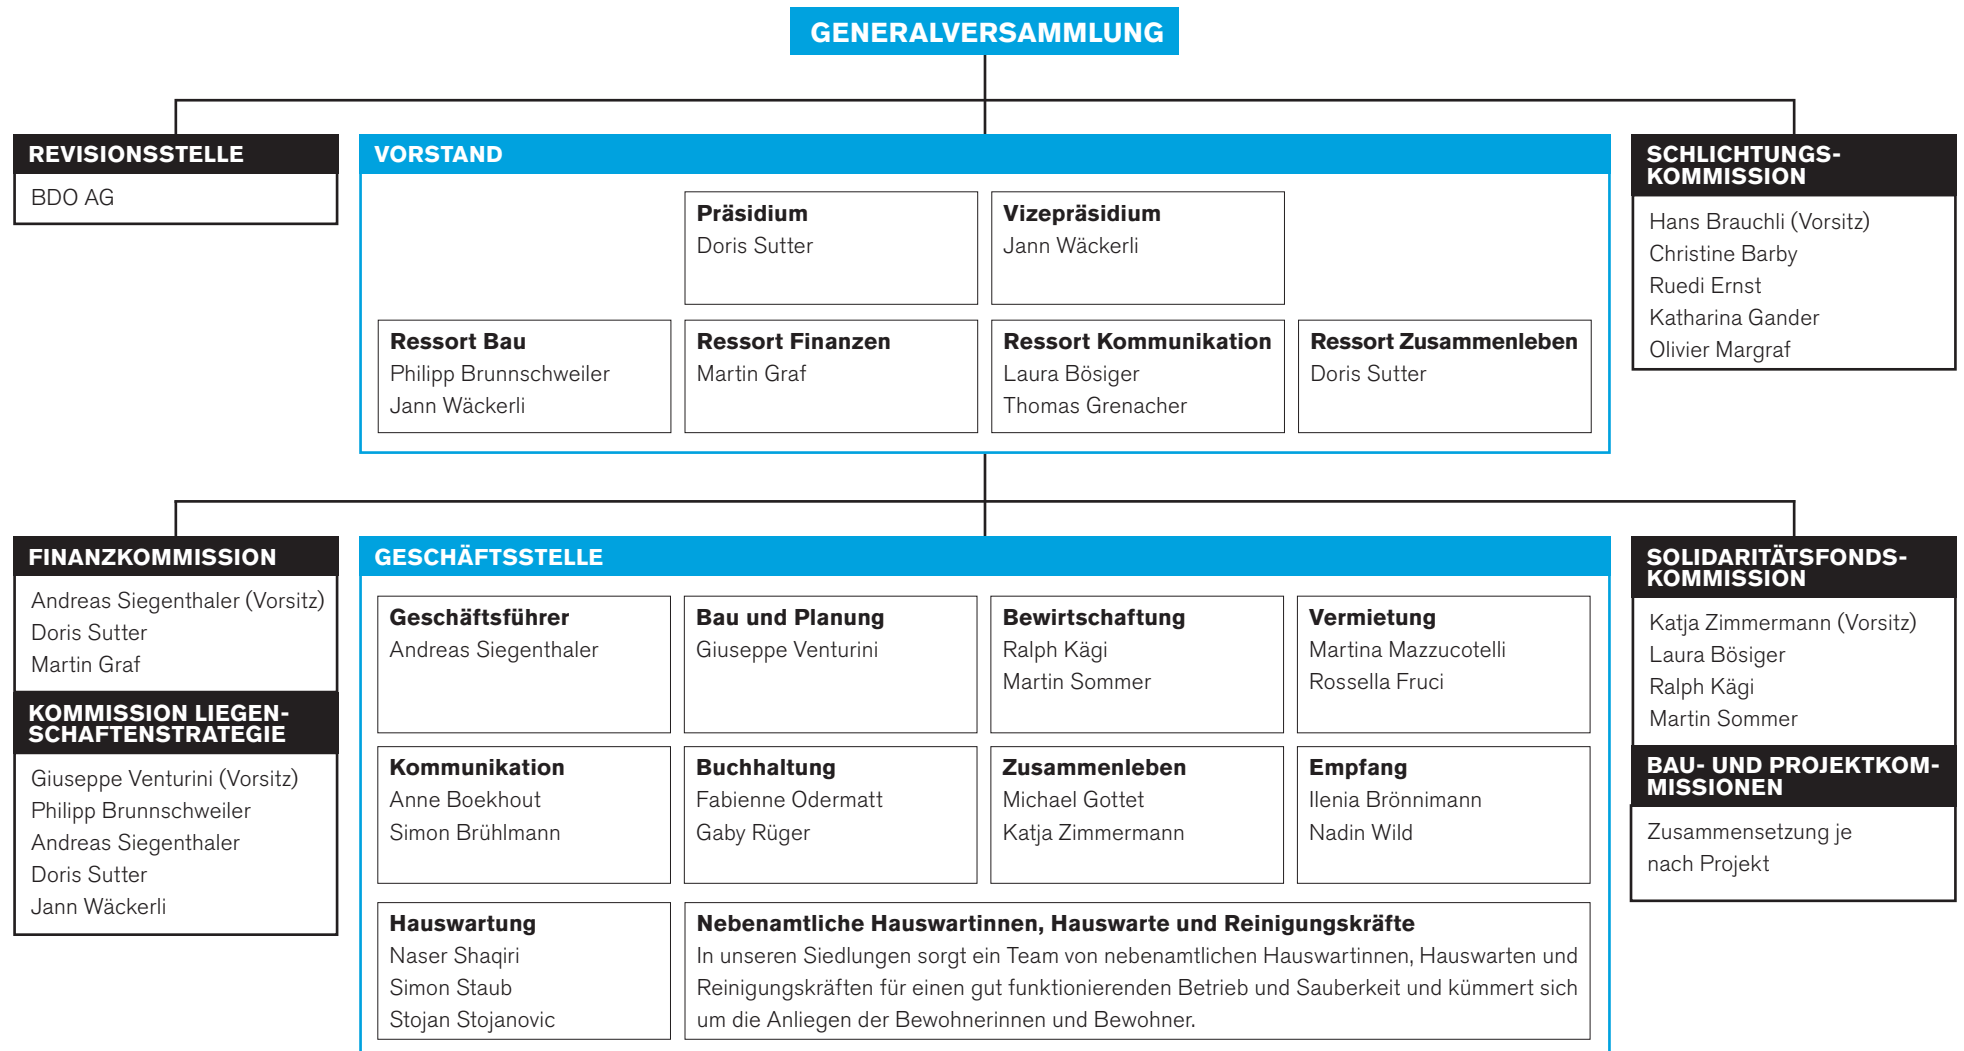 GENERALVERSAMMLUNG
REVISIONSSTELLE
BDO AG
VORSTAND
Präsidium
Doris Sutter
Vizepräsidium
Jann Wäckerli
Ressort Bau
Philipp Brunnschweiler
Jann Wäckerli
Ressort Finanzen
Martin Graf
Ressort Kommunikation
Laura Bösiger
Thomas Grenacher
Ressort Zusammenleben
Doris Sutter
SCHLICHTUNGS-
KOMMISSION
Hans Brauchli (Vorsitz)
Christine Barby
Ruedi Ernst
Katharina Gander
Olivier Margraf
FINANZKOMMISSION
Andreas Siegenthaler (Vorsitz)
Doris Sutter
Martin Graf
KOMMISSION LIEGEN-
SCHAFTENSTRATEGIE
Giuseppe Venturini (Vorsitz)
Philipp Brunnschweiler
Andreas Siegenthaler
Doris Sutter
Jann Wäckerli
GESCHÄFTSSTELLE
Geschäftsführer
Andreas Siegenthaler
Bau und Planung
Giuseppe Venturini
Bewirtschaftung
Ralph Kägi
Martin Sommer
Vermietung
Martina Mazzucotelli
Rossella Fruci
Kommunikation
Anne Boekhout
Simon Brühlmann
Buchhaltung
Fabienne Odermatt
Gaby Rüger
Zusammenleben
Michael Gottet
Katja Zimmermann
Empfang
Ilenia Brönnimann
Nadin Wild
Hauswartung
Naser Shaqiri
Simon Staub
Stojan Stojanovic
Nebenamtliche Hauswartinnen, Hauswarte und Reinigungskräfte
In unseren Siedlungen sorgt ein Team von nebenamtlichen Hauswartinnen, Hauswarten und
Reinigungskräften für einen gut funktionierenden Betrieb und Sauberkeit und kümmert sich
um die Anliegen der Bewohnerinnen und Bewohner.
SOLIDARITÄTSFONDS-
KOMMISSION
Katja Zimmermann (Vorsitz)
Laura Bösiger
Ralph Kägi
Martin Sommer
BAU- UND PROJEKTKOM-
MISSIONEN
Zusammensetzung je
nach Projekt